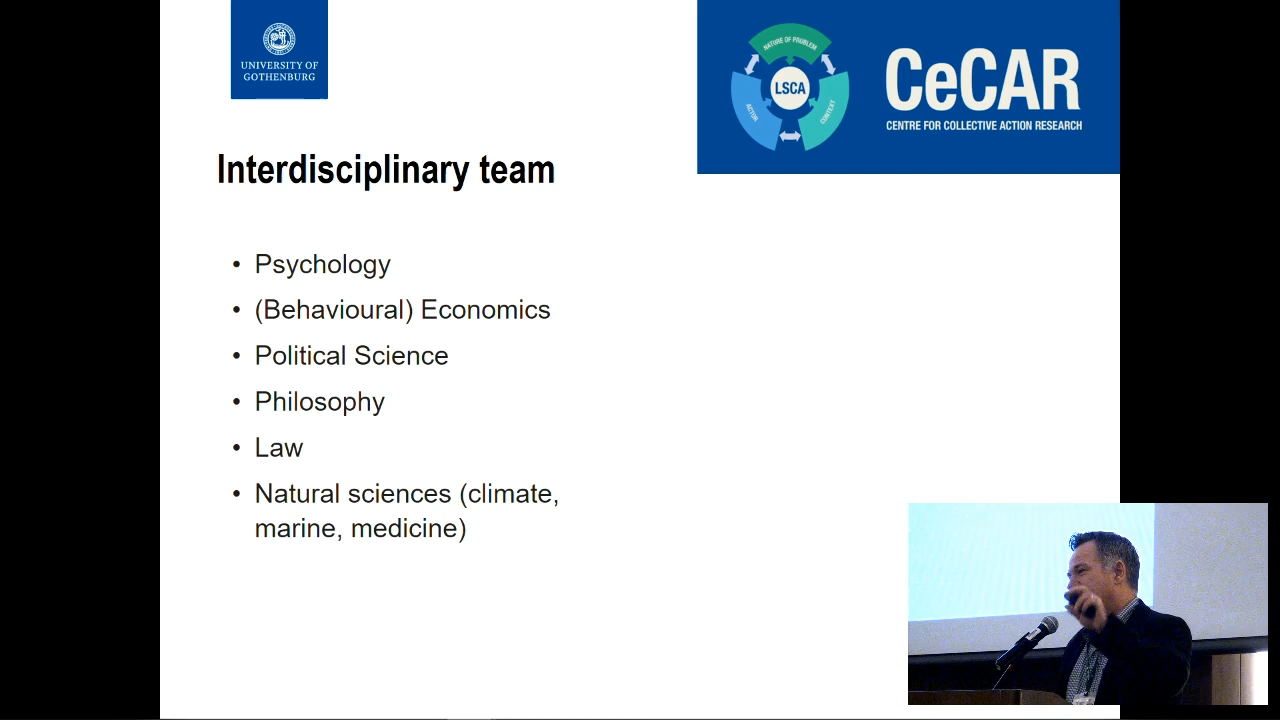 UNIVERSITY OF
GOTHENBURG
NATURE OF PROBLEM
LSCA
ACTOR
CONTEXT
CeCAR
CENTRE FOR COLLECTIVE ACTION RESEARCH
Interdisciplinary team
• Psychology
• (Behavioural) Economics
• Political Science
• Philosophy
• Law
• Natural sciences (climate,
marine, medicine)